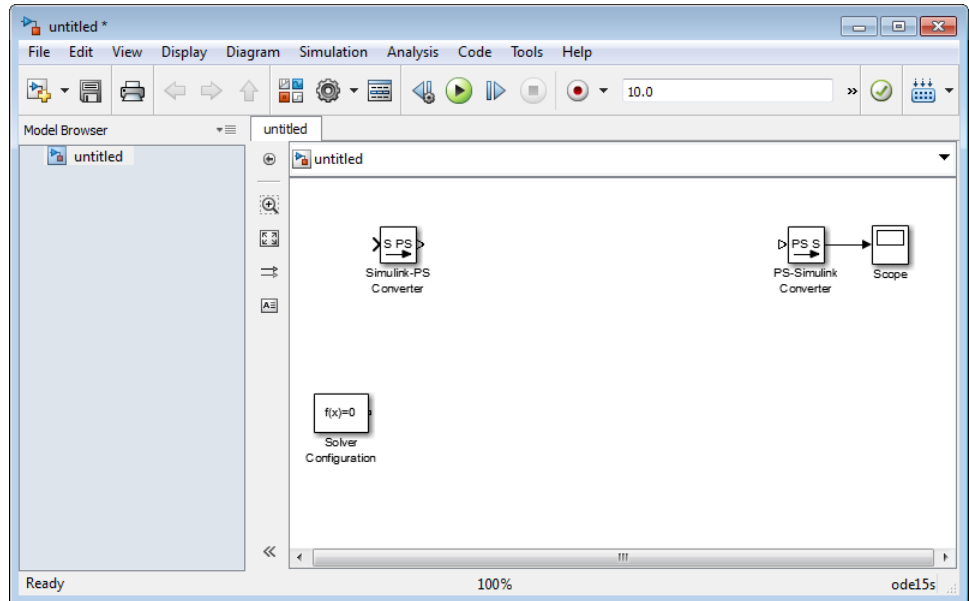 untitled *
File Edit View Display Diagram Simulation Analysis Code Tools Help
10.0
»
Model Browser
untitled
untitled
untitled
S PS
Simulink-PS
Converter
PS S
PS-Simulink
Converter
Scope
f(x)=0
Solver
Configuration
A
Ready
100%
ode15s